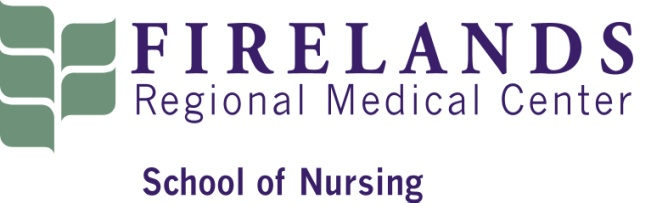 FIRELANDS
Regional Medical Center
School of Nursing